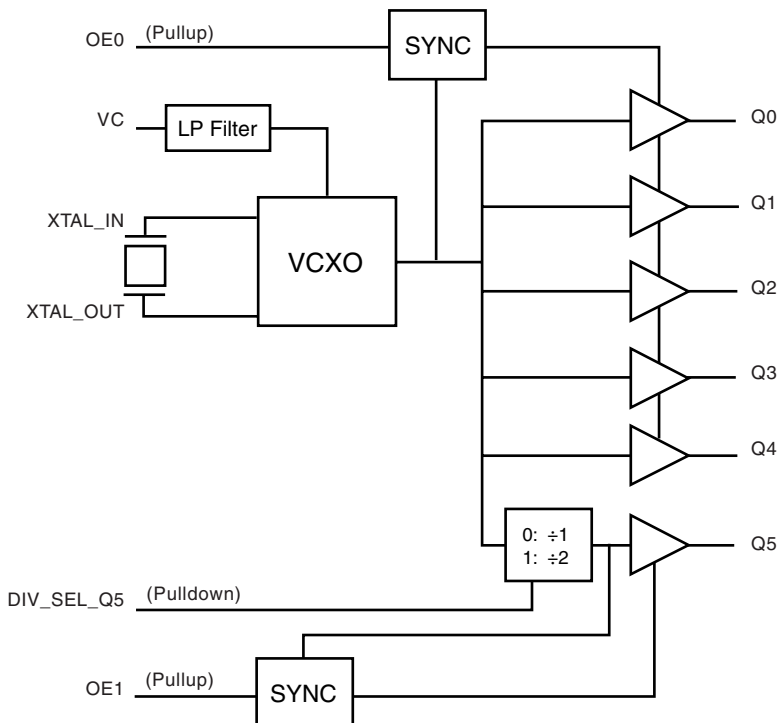 OE0 (Pullup)
SYNC
VC
LP Filter
Q0
XTAL_IN
Q1
VCXO
XTAL_OUT
Q2
Q3
Q4
0: ÷1
1: ÷2
Q5
DIV_SEL_Q5 (Pulldown)
OE1 (Pullup)
SYNC